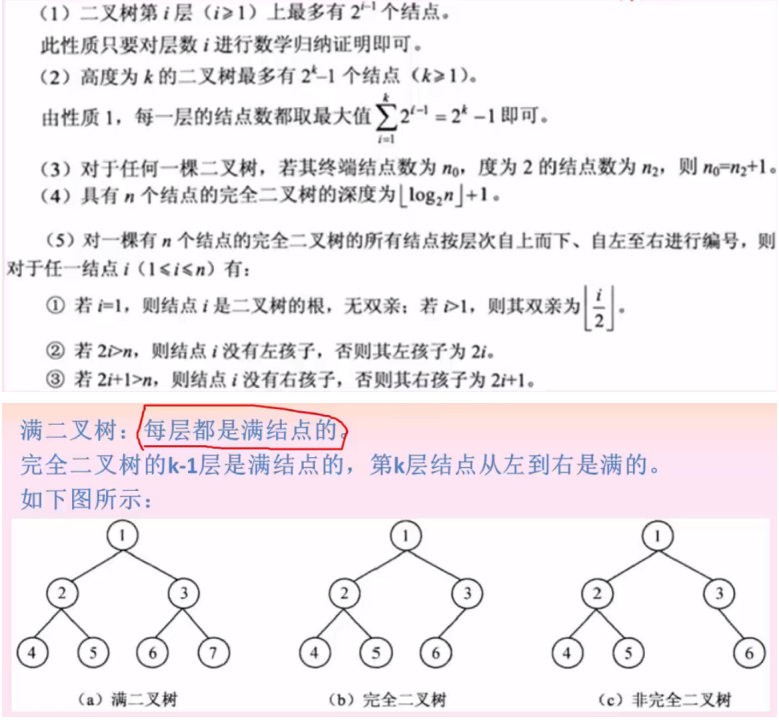 (1) 二叉树第 i 层（i≥1）上最多有 2^{i-1} 个结点。
此性质只要对层数 i 进行数学归纳证明即可。
(2) 高度为 k 的二叉树最多有 2^k-1 个结点（k≥1）。
由性质 1，每一层的结点数都取最大值 \sum_{i=1}^{k} 2^{i-1} = 2^k - 1 即可。
(3) 对于任何一棵二叉树，若其终端结点数为 n₀，度为 2 的结点数为 n₂，则 n₀=n₂+1。
(4) 具有 n 个结点的完全二叉树的深度为⌊log₂n⌋+1。
(5) 对一棵有 n 个结点的完全二叉树的所有结点按层次自上而下、自左至右进行编号，则
对于任一结点 i（1≤i≤n）有：
① 若 i=1，则结点 i 是二叉树的根，无双亲；若 i>1，则其双亲为⌊i/2⌋。
② 若 2i>n，则结点 i 没有左孩子，否则其左孩子为 2i。
③ 若 2i+1>n，则结点 i 没有右孩子，否则其右孩子为 2i+1。
满二叉树：每层都是满结点的。
完全二叉树的k-1层是满结点的，第k层结点从左到右是满的。
如下图所示：
1 1 1
2 3 2 3 2 3
4 5 6 7 4 5 6 4 5 6
(a) 满二叉树 (b) 完全二叉树 (c) 非完全二叉树